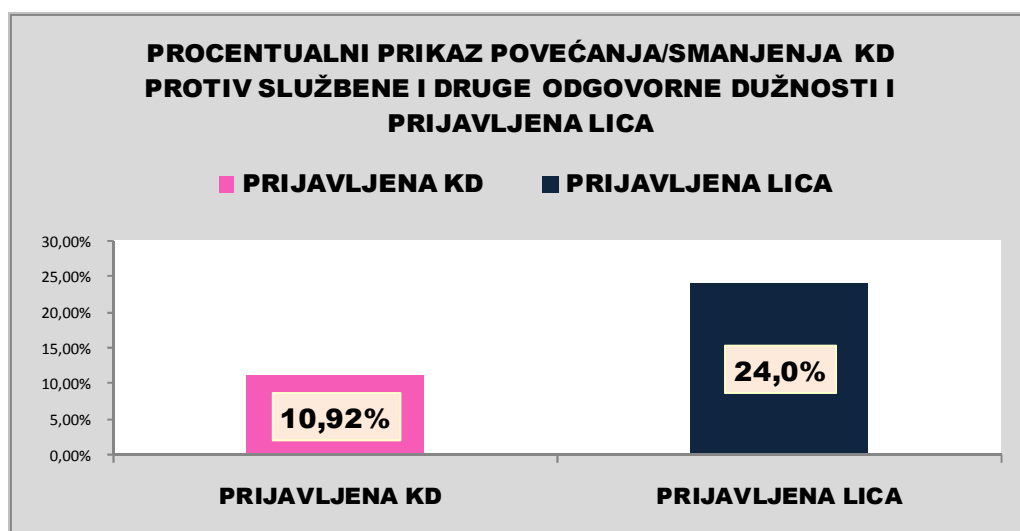 PROCENTUALNI PRIKAZ POVEĆANJA/SMANJENJA KD
PROTIV SLUŽBENE I DRUGE ODGOVORNE DUŽNOSTI I
PRIJAVLJENA LICA
PRIJAVLJENA KD PRIJAVLJENA LICA
30,00%
25,00%
20,00%
15,00%
10,00%
5,00%
0,00%
10,92%
24,0%
PRIJAVLJENA KD PRIJAVLJENA LICA